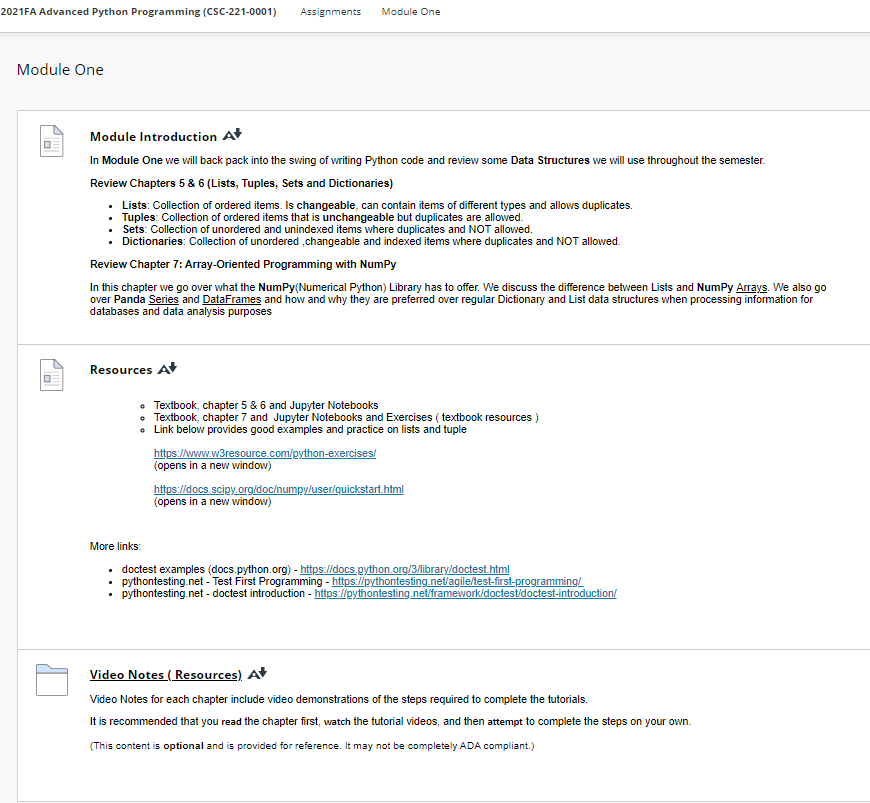 2021FA Advanced Python Programming (CSC-221-0001) Assignments Module One
Module One
Module Introduction
In Module One we will back pack into the swing of writing Python code and review some Data Structures we will use throughout the semester.
Review Chapters 5 & 6 (Lists, Tuples, Sets and Dictionaries)
• Lists: Collection of ordered items. Is changeable, can contain items of different types and allows duplicates.
• Tuples: Collection of ordered items that is unchangeable but duplicates are allowed.
• Sets: Collection of unordered and unindexed items where duplicates and NOT allowed.
• Dictionaries: Collection of unordered ,changeable and indexed items where duplicates and NOT allowed.
Review Chapter 7: Array-Oriented Programming with NumPy
In this chapter we go over what the NumPy(Numerical Python) Library has to offer. We discuss the difference between Lists and NumPy Arrays. We also go
over Panda Series and DataFrames and how and why they are preferred over regular Dictionary and List data structures when processing information for
databases and data analysis purposes
Resources
Textbook, chapter 5 & 6 and Jupyter Notebooks
Textbook, chapter 7 and Jupyter Notebooks and Exercises ( textbook resources )
Link below provides good examples and practice on lists and tuple
https://www.w3resource.com/python-exercises/
(opens in a new window)
https://docs.scipy.org/doc/numpy/user/quickstart.html
(opens in a new window)
More links:
• doctest examples (docs.python.org) - https://docs.python.org/3/library/doctest.html
• pythontesting.net - Test First Programming - https://pythontesting.net/agile/test-first-programming/
• pythontesting.net - doctest introduction - https://pythontesting.net/framework/doctest/doctest-introduction/
Video Notes ( Resources)
Video Notes for each chapter include video demonstrations of the steps required to complete the tutorials.
It is recommended that you read the chapter first, watch the tutorial videos, and then attempt to complete the steps on your own.
(This content is optional and is provided for reference. It may not be completely ADA compliant.)